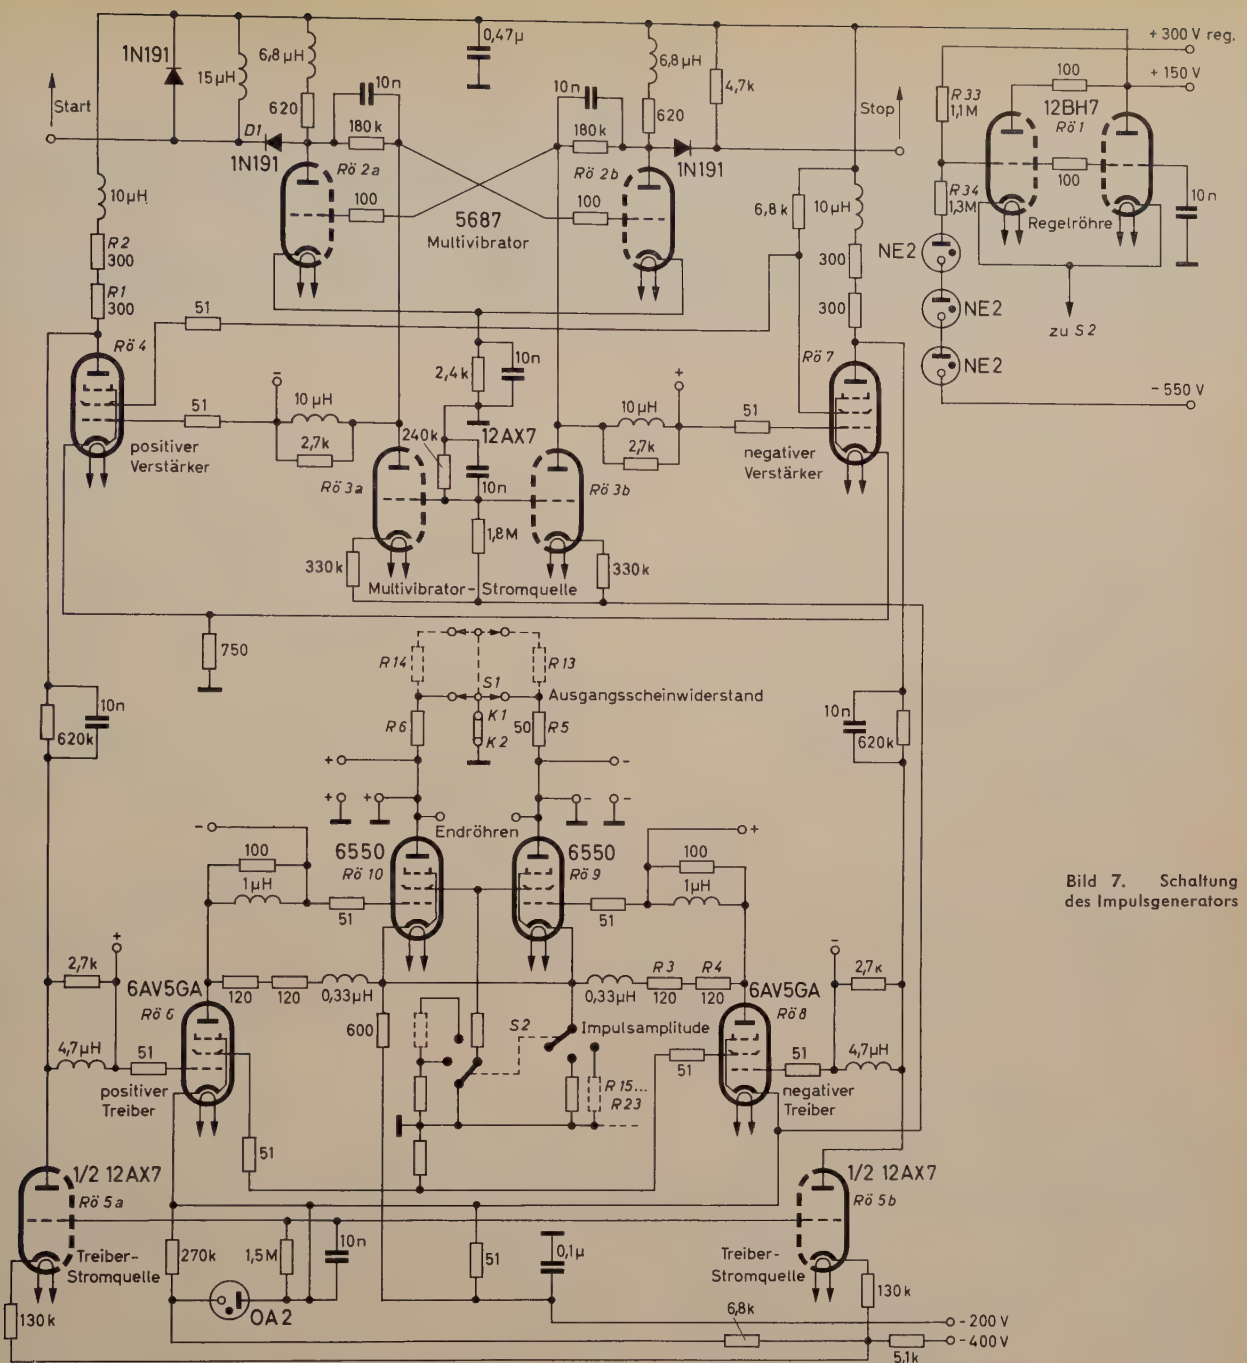 + 300 V reg.
0,47µ
1N191
6,8µH
6,8µH
15µH
10n
10n
4,7k
100
+ 150 V
12BH7
Rö1
R33
1,1M
Start
D1
620
180k
180k
620
Stop
1N191
1N191
Rö 2a
Rö 2b
100
100
5687
Multivibrator
100
R34
1,3M
10n
Regelröhre
10µH
6,8k
10µH
R2
300
R1
300
300
300
NE2
NE2
NE2
zu S2
51
Rö4
2,4k
10n
Rö7
- 550 V
–
+
51
10µH
2,7k
10µH
2,7k
51
12AX7
240k
10n
positiver
Verstärker
negativer
Verstärker
Rö 3a
Rö 3b
1,8M
330k
330k
Multivibrator-Stromquelle
750
R14
R13
S1
Ausgangsscheinwiderstand
K1
K2
R6
50
R5
10n
620k
10n
620k
+
-
+
+
-
-
Endröhren
-
+
6550
Rö 10
6550
Rö 9
100
1µH
51
100
1µH
51
Bild 7. Schaltung
des Impulsgenerators
+
–
2,7k
2,7k
6AV5GA
Rö 6
120
120
0,33µH
0,33µH
R3
120
R4
120
6AV5GA
Rö 8
600
S2
Impulsamplitude
4,7µH
51
51
51
4,7µH
positiver
Treiber
R15...
R23
negativer
Treiber
51
1/2 12AX7
Rö 5a
1/2 12AX7
Rö 5b
Treiber-
Stromquelle
270k
1,5M
10n
51
0,1µ
Treiber-
Stromquelle
130k
OA2
130k
6,8k
- 200 V
- 400 V
5,1k